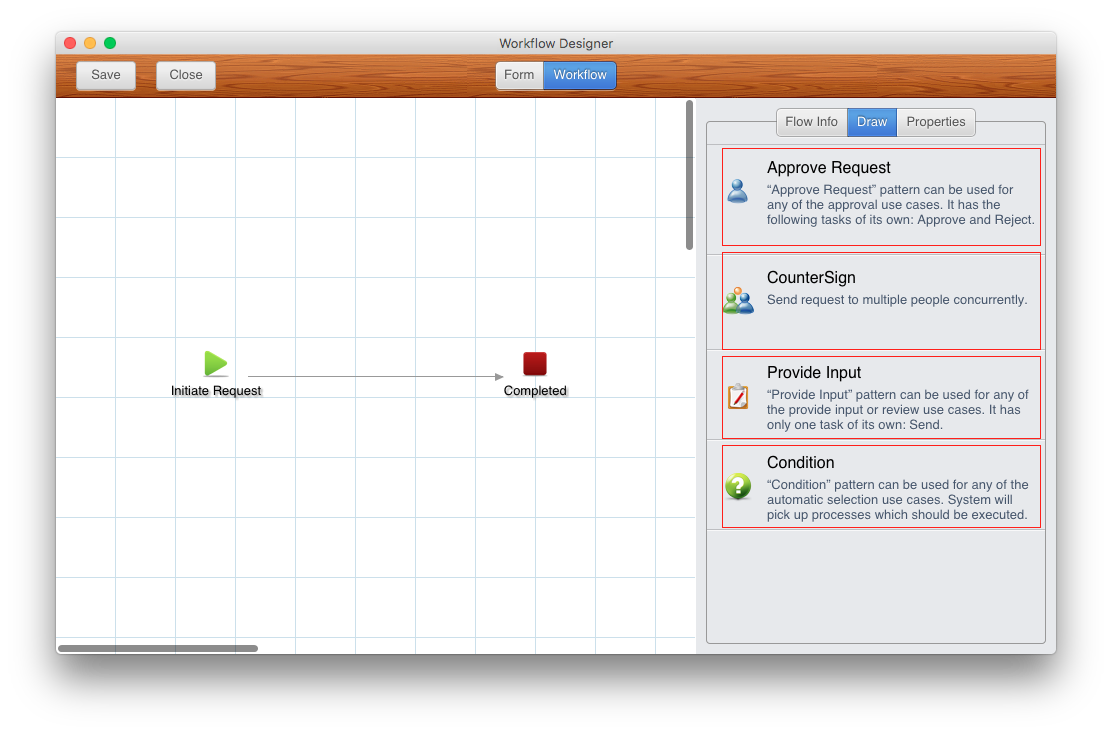 Workflow Designer
Save
Close
Form
Workflow
Flow Info
Draw
Properties
Approve Request
“Approve Request” pattern can be used for
any of the approval use cases. It has the
following tasks of its own: Approve and Reject.
CounterSign
Send request to multiple people concurrently.
Initiate Request
Completed
Provide Input
“Provide Input” pattern can be used for any of
the provide input or review use cases. It has
only one task of its own: Send.
Condition
“Condition” pattern can be used for any of the
automatic selection use cases. System will
pick up processes which should be executed.